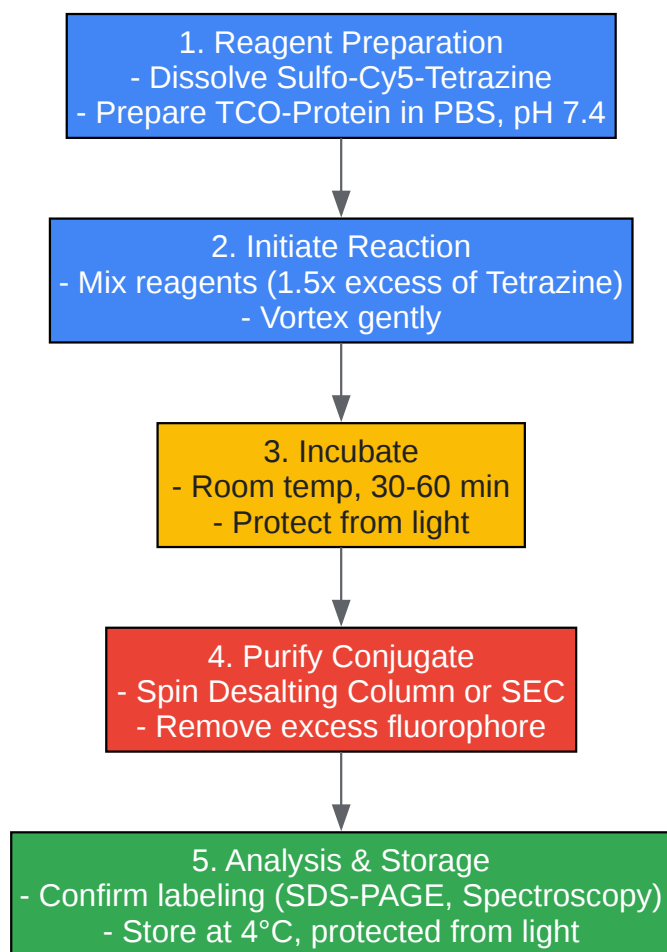 1. Reagent Preparation
- Dissolve Sulfo-Cy5-Tetrazine
- Prepare TCO-Protein in PBS, pH 7.4
2. Initiate Reaction
- Mix reagents (1.5x excess of Tetrazine)
- Vortex gently
3. Incubate
- Room temp, 30-60 min
- Protect from light
4. Purify Conjugate
- Spin Desalting Column or SEC
- Remove excess fluorophore
5. Analysis & Storage
- Confirm labeling (SDS-PAGE, Spectroscopy)
- Store at 4°C, protected from light